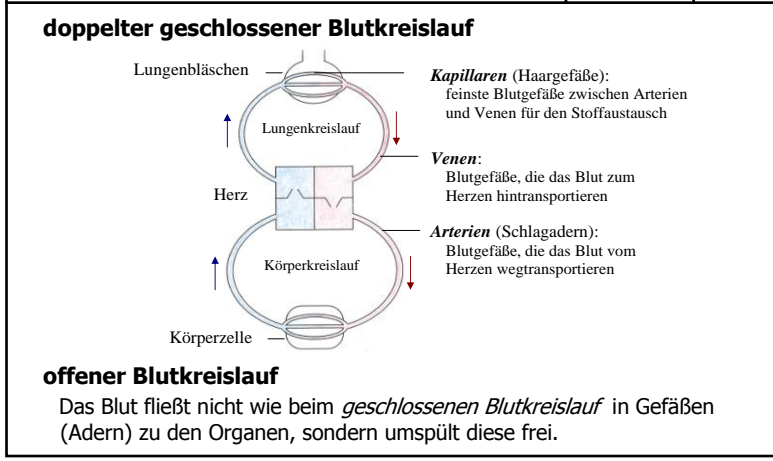 doppelter geschlossener Blutkreislauf
Lungenbläschen
Kapillaren (Haargefäße):
feinste Blutgefäße zwischen Arterien
und Venen für den Stoffaustausch
Lungenkreislauf
Venen:
Blutgefäße, die das Blut zum
Herzen hintransportieren
Herz
Arterien (Schlagadern):
Blutgefäße, die das Blut vom
Herzen wegtransportieren
Körperkreislauf
Körperzelle
offener Blutkreislauf
Das Blut fließt nicht wie beim geschlossenen Blutkreislauf in Gefäßen
(Adern) zu den Organen, sondern umspült diese frei.